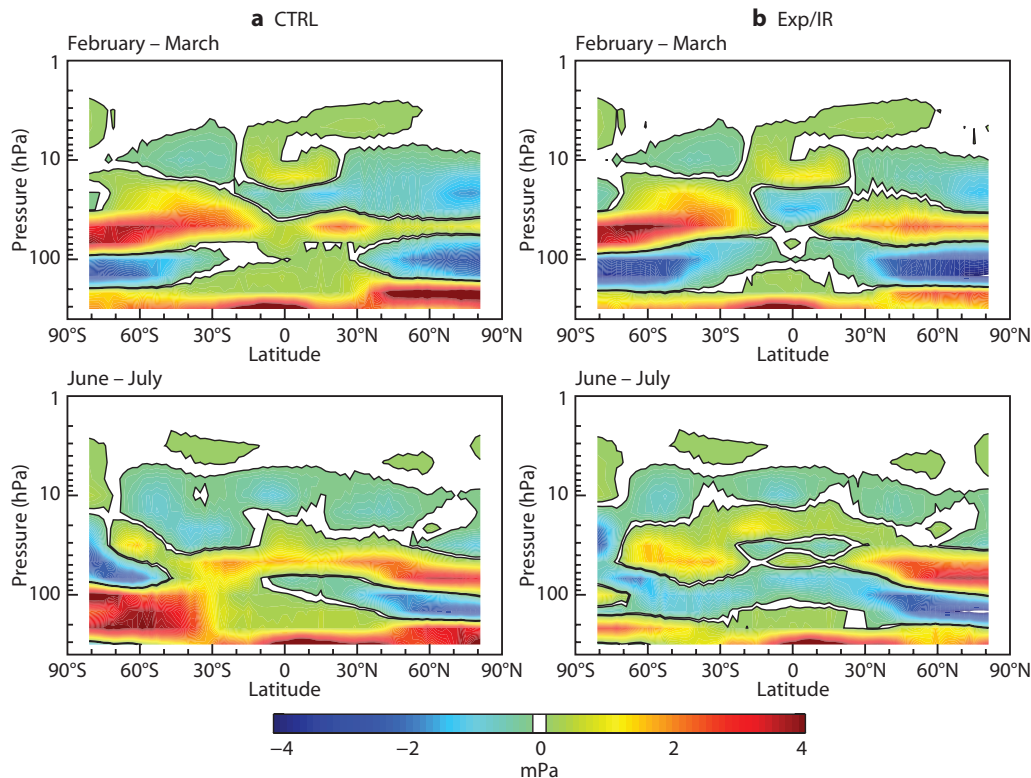 a CTRL
b Exp/IR
February – March
February – March
1
10
100
Pressure (hPa)
90°S 60°S 30°S 0 30°N 60°N 90°N
Latitude
1
10
100
Pressure (hPa)
90°S 60°S 30°S 0 30°N 60°N 90°N
Latitude
June – July
June – July
1
10
100
Pressure (hPa)
90°S 60°S 30°S 0 30°N 60°N 90°N
Latitude
1
10
100
Pressure (hPa)
90°S 60°S 30°S 0 30°N 60°N 90°N
Latitude
−4 −2 0 2 4
mPa